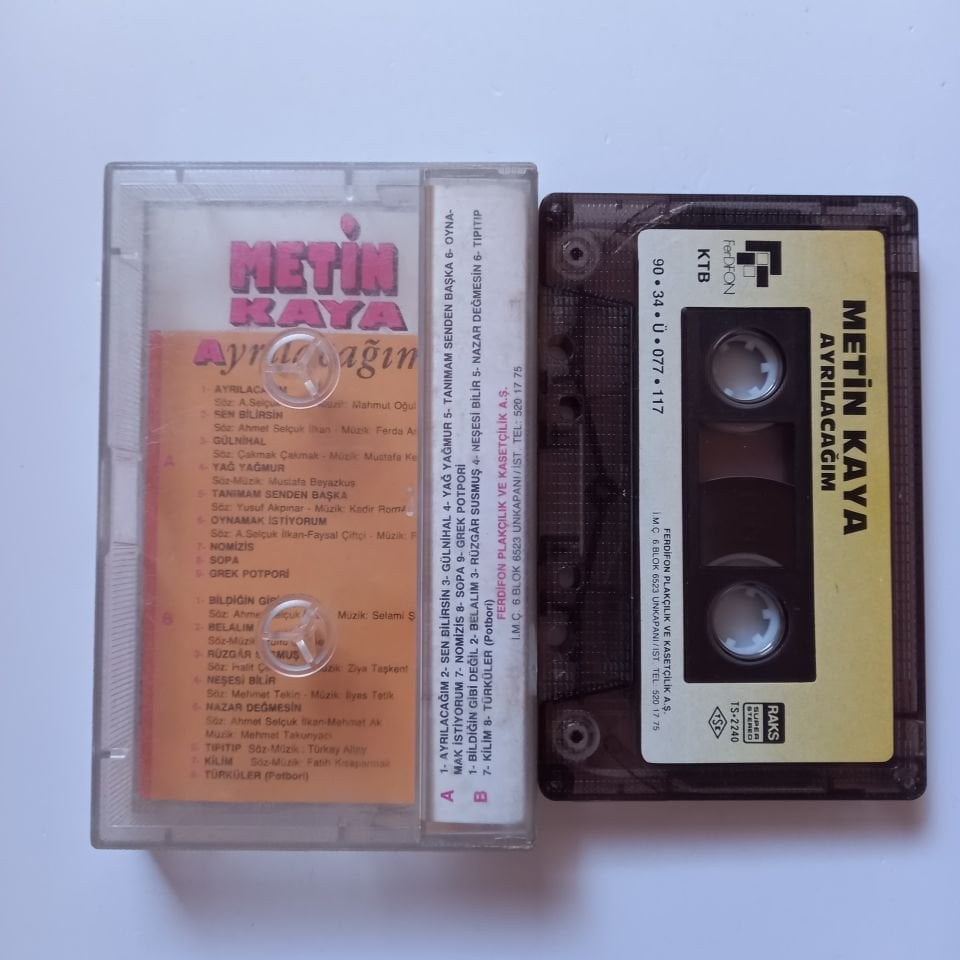 METİN
KAYA
Ayrılacağım
1- AYRILACAĞIM
Söz: A.Selçuk Müzik: Mahmut Oğul
2- SEN BİLİRSİN
Söz: Ahmet Selçuk İlkan - Müzik: Ferda
3- GÜLNİHAL
Söz: Çakmak Çakmak - Müzik: Mustafa
A
4- YAĞ YAĞMUR
Söz-Müzik: Mustafa Beyazkuş
5- TANIMAM SENDEN BAŞKA
Söz: Yusuf Akpınar - Müzik: Kadir
6- OYNAMAK İSTİYORUM
Söz: A.Selçuk İlkan-Faysal Çiftçi - Müzik:
7- NOMİZİS
8- SOPA
9- GREK POTPORİ
1- BİLDİĞİN
Söz: Müzik: Selami
B
2- BELALIM
Söz-Müzik:
3- RÜZGÂR SUSMUŞ
Söz: Halit Müzik: Ziya Taşkent
4- NEŞESİ BİLİR
Söz: Mehmet Tekin - Müzik: İlyas Tetik
5- NAZAR DEĞMESİN
Söz: Ahmet Selçuk İlkan-Mehmet Ak
Müzik: Mehmet Takunyacı
6- TIPITIP Söz-Müzik : Türkay Altay
7- KİLİM Söz-Müzik: Fatih Kısaparmak
8- TÜRKÜLER (Potbori)
A 1- AYRILACAĞIM 2- SEN BİLİRSİN 3- GÜLNİHAL 4- YAĞ YAĞMUR 5- TANIMAM SENDEN BAŞKA 6- OYNA-
MAK İSTİYORUM 7- NOMİZİS 8- SOPA 9- GREK POTPORİ
B 1- BİLDİĞİN GİBİ DEĞİL 2- BELALIM 3- RÜZGÂR SUSMUŞ 4- NEŞESİ BİLİR 5- NAZAR DEĞMESİN 6- TIPITIP
7- KİLİM 8- TÜRKÜLER (Potbori)
FERDİFON PLAKÇILIK VE KASETÇİLİK A.Ş.
İ.M.Ç. 6.BLOK 6523 UNKAPANI/İST. TEL: 520 17 75
METİN KAYA
AYRILACAĞIM
FerDİFON
KTB
90 • 34 • Ü • 077 • 117
FERDİFON PLAKÇILIK VE KASETÇİLİK A.Ş.
İ.M.Ç. 6.BLOK 6523 UNKAPANI/İST. TEL. 520 17 75
RAKS
SUPER
STEREO
TS•2240
TSE